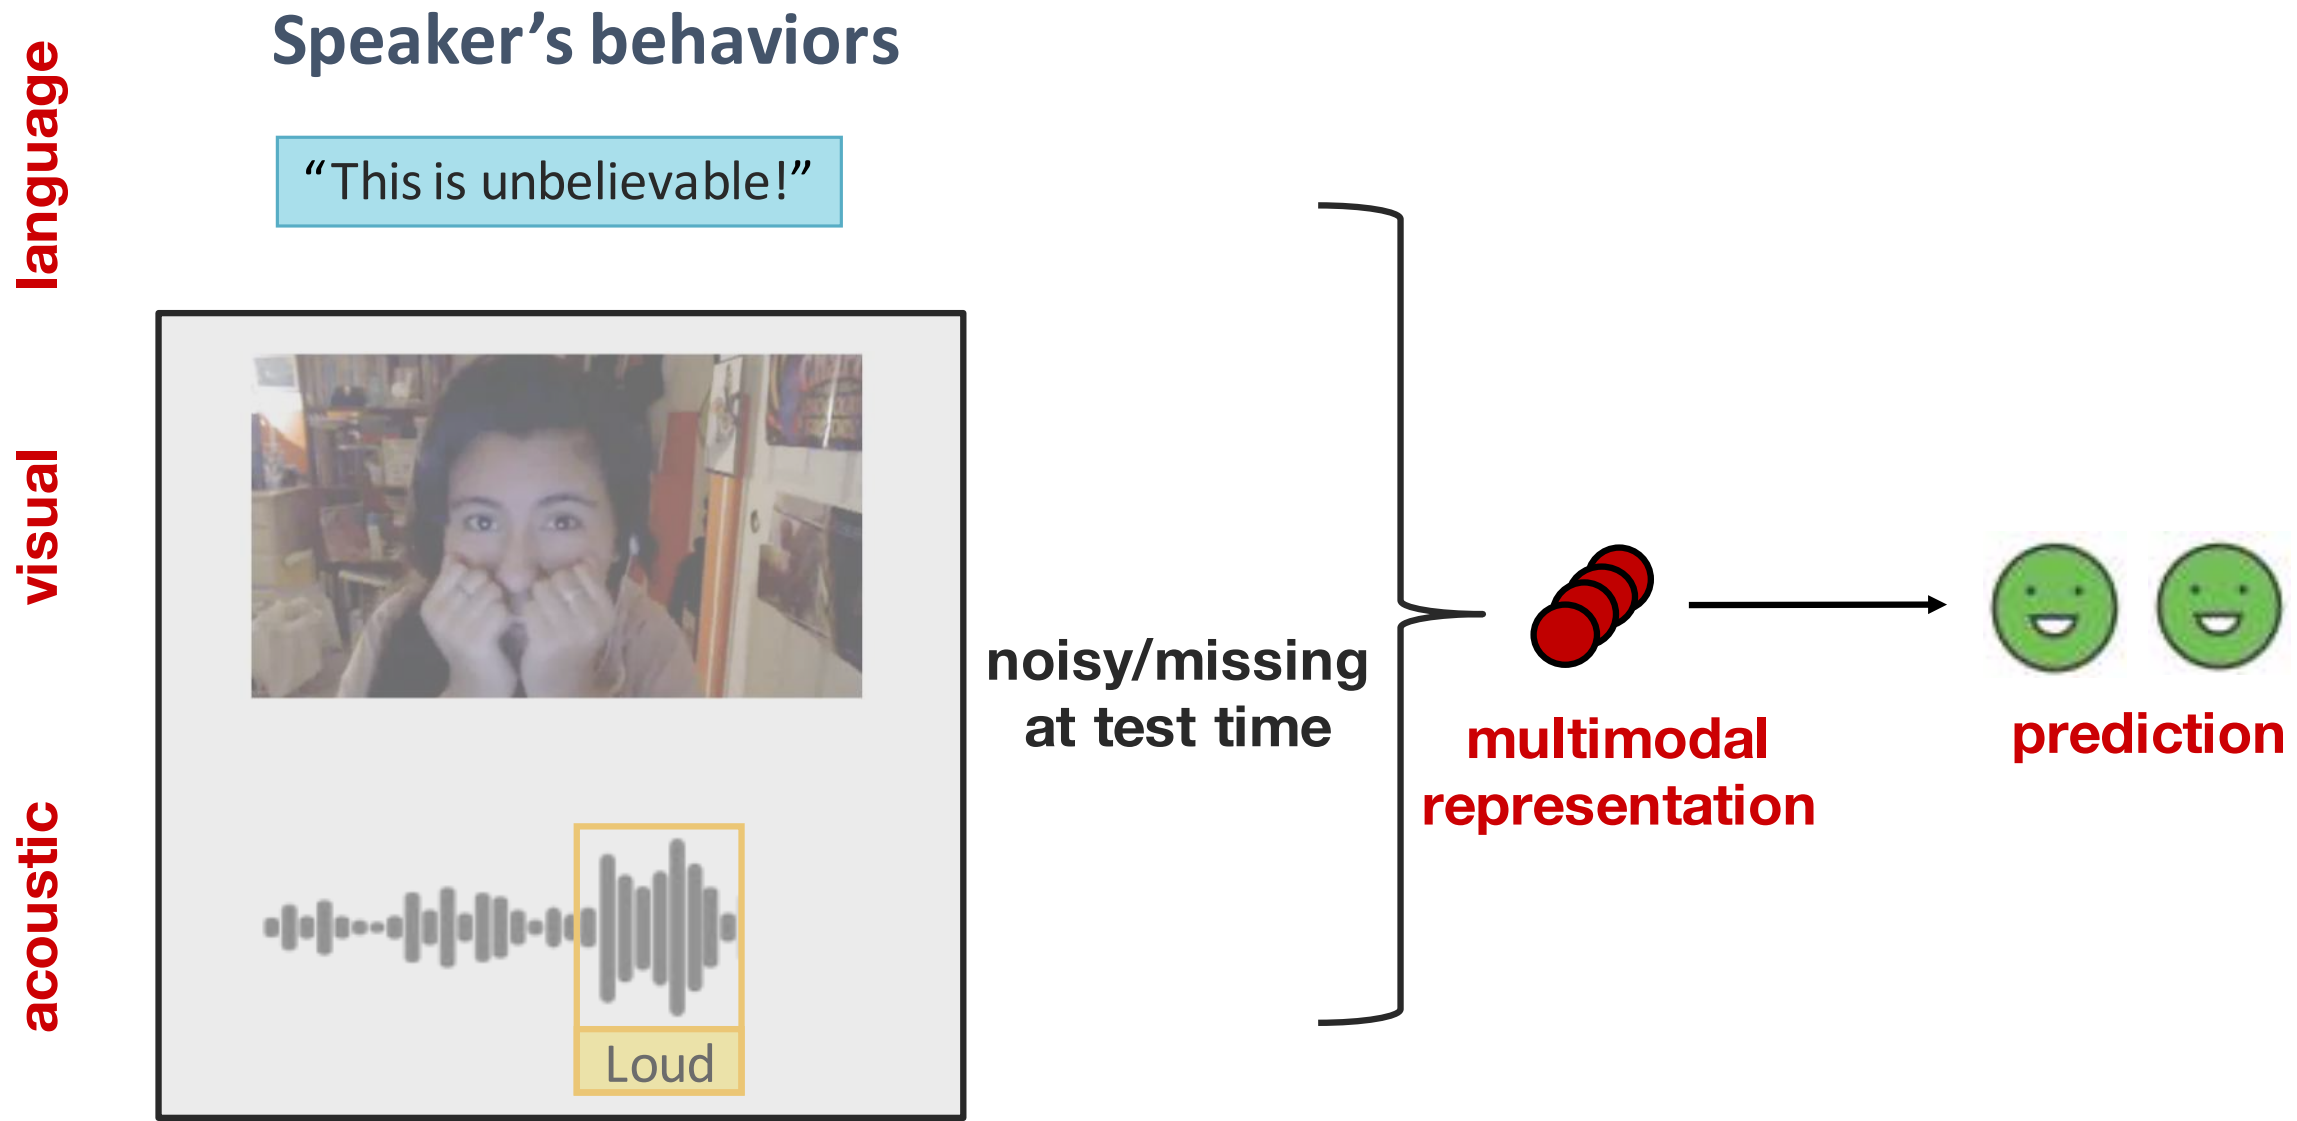 Speaker’s behaviors
language
“This is unbelievable!”
visual
acoustic
Loud
noisy/missing
at test time
multimodal
representation
prediction